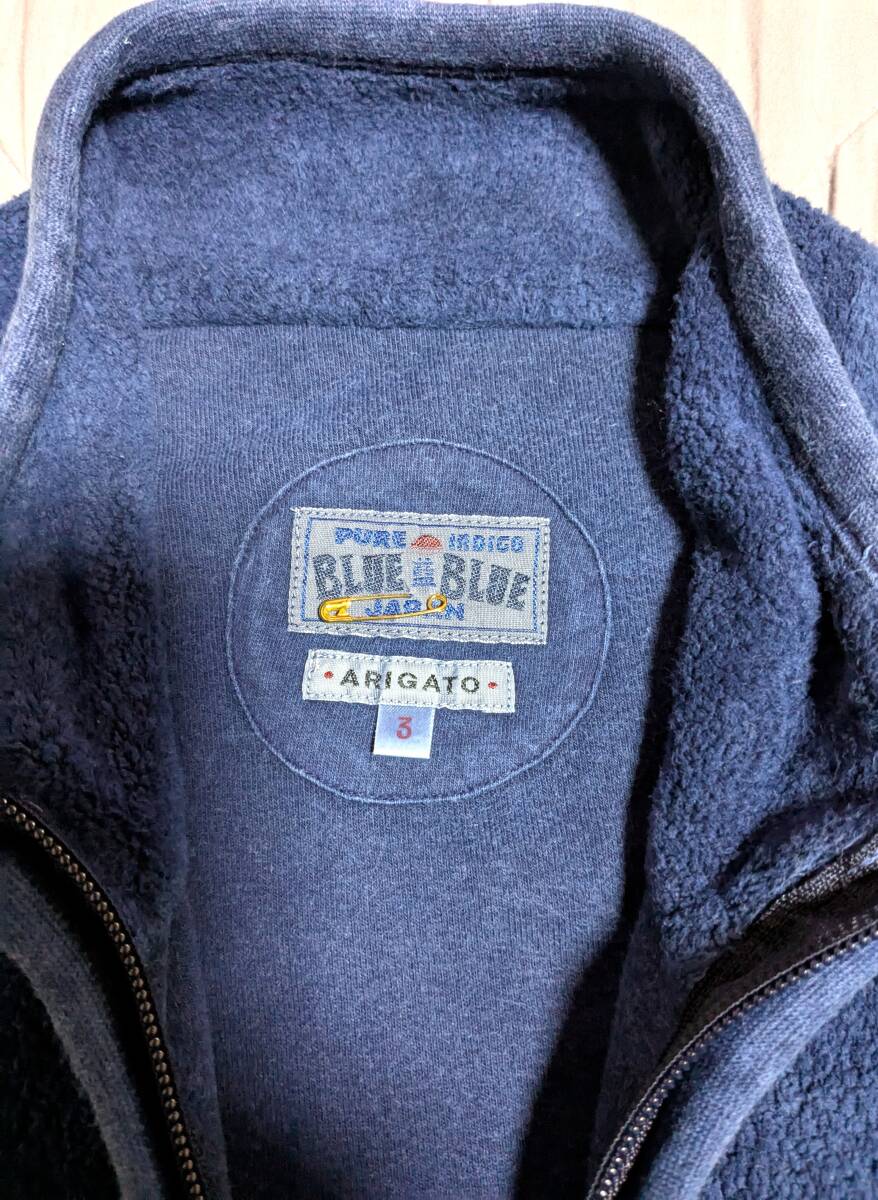 PURE INDIGO
BLUE BLUE
JAPAN
• ARIGATO •
3